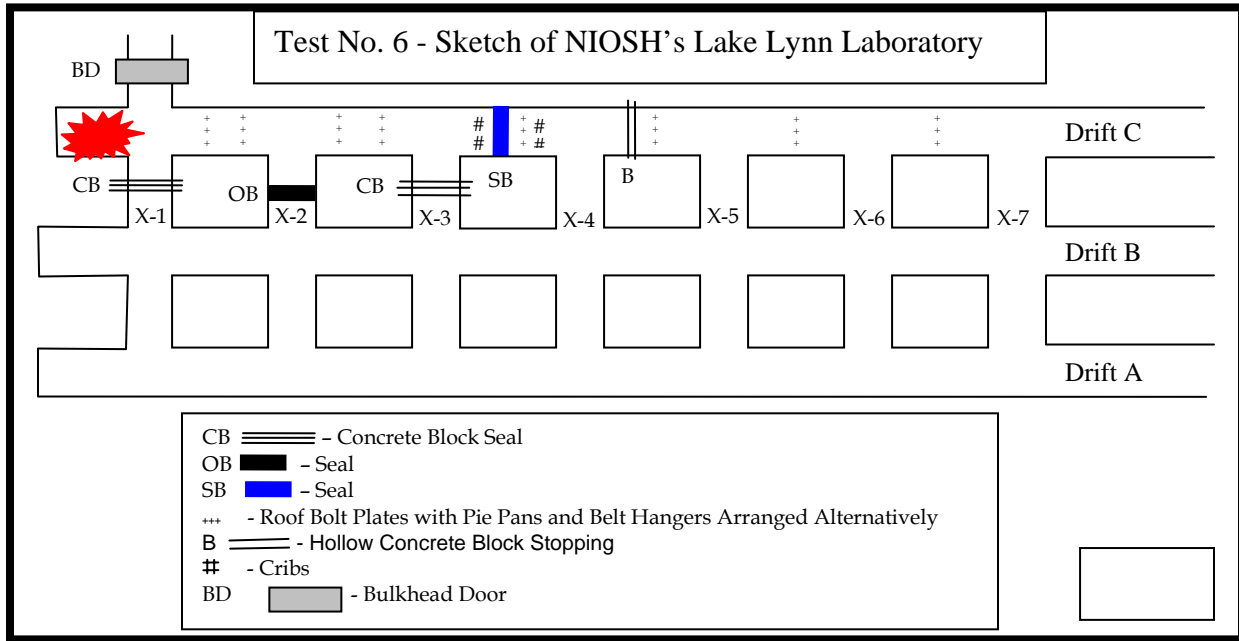 Test No. 6 - Sketch of NIOSH's Lake Lynn Laboratory
BD
Drift C
CB
OB
CB
SB
B
X-1
X-2
X-3
X-4
X-5
X-6
X-7
Drift B
Drift A
CB – Concrete Block Seal
OB – Seal
SB – Seal
+++ - Roof Bolt Plates with Pie Pans and Belt Hangers Arranged Alternatively
B - Hollow Concrete Block Stopping
# - Cribs
BD - Bulkhead Door